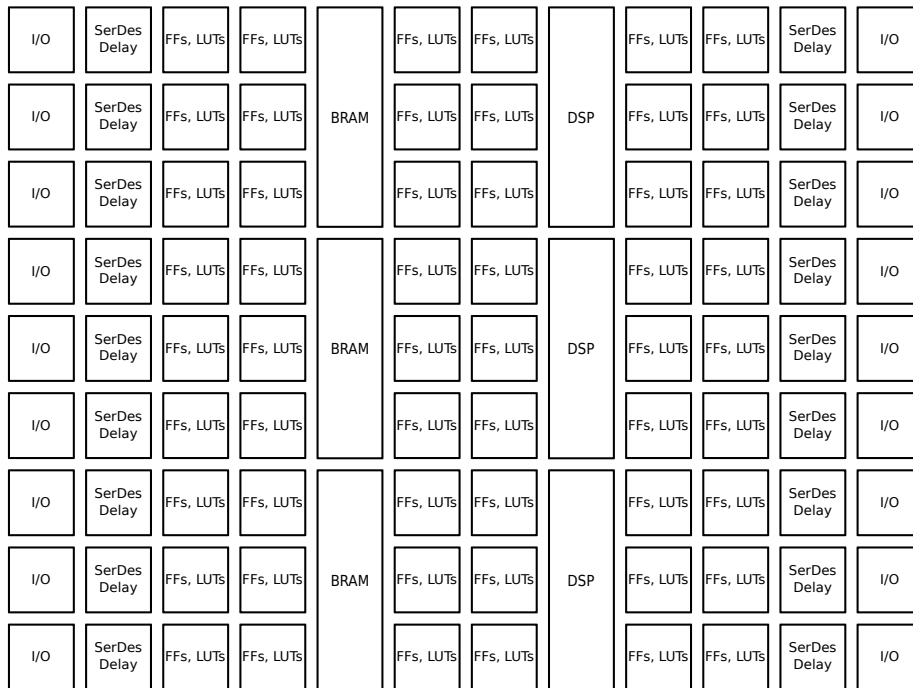 I/O SerDes Delay FFs, LUTs FFs, LUTs FFs, LUTs FFs, LUTs FFs, LUTs FFs, LUTs SerDes Delay I/O
I/O SerDes Delay FFs, LUTs FFs, LUTs BRAM FFs, LUTs FFs, LUTs DSP FFs, LUTs FFs, LUTs SerDes Delay I/O
I/O SerDes Delay FFs, LUTs FFs, LUTs FFs, LUTs FFs, LUTs FFs, LUTs FFs, LUTs SerDes Delay I/O
I/O SerDes Delay FFs, LUTs FFs, LUTs FFs, LUTs FFs, LUTs FFs, LUTs FFs, LUTs SerDes Delay I/O
I/O SerDes Delay FFs, LUTs FFs, LUTs BRAM FFs, LUTs FFs, LUTs DSP FFs, LUTs FFs, LUTs SerDes Delay I/O
I/O SerDes Delay FFs, LUTs FFs, LUTs FFs, LUTs FFs, LUTs FFs, LUTs FFs, LUTs SerDes Delay I/O
I/O SerDes Delay FFs, LUTs FFs, LUTs FFs, LUTs FFs, LUTs FFs, LUTs FFs, LUTs SerDes Delay I/O
I/O SerDes Delay FFs, LUTs FFs, LUTs BRAM FFs, LUTs FFs, LUTs DSP FFs, LUTs FFs, LUTs SerDes Delay I/O
I/O SerDes Delay FFs, LUTs FFs, LUTs FFs, LUTs FFs, LUTs FFs, LUTs FFs, LUTs SerDes Delay I/O